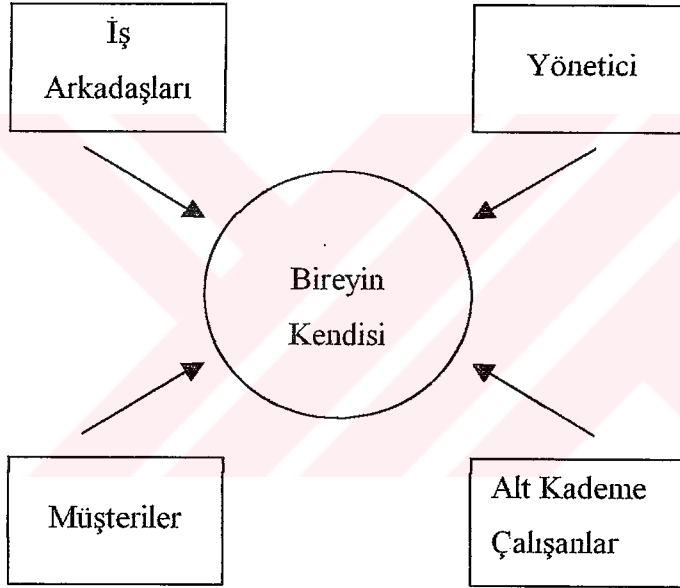 İş
Arkadaşları
Yönetici
Bireyin
Kendisi
Müşteriler
Alt Kademe
Çalışanlar